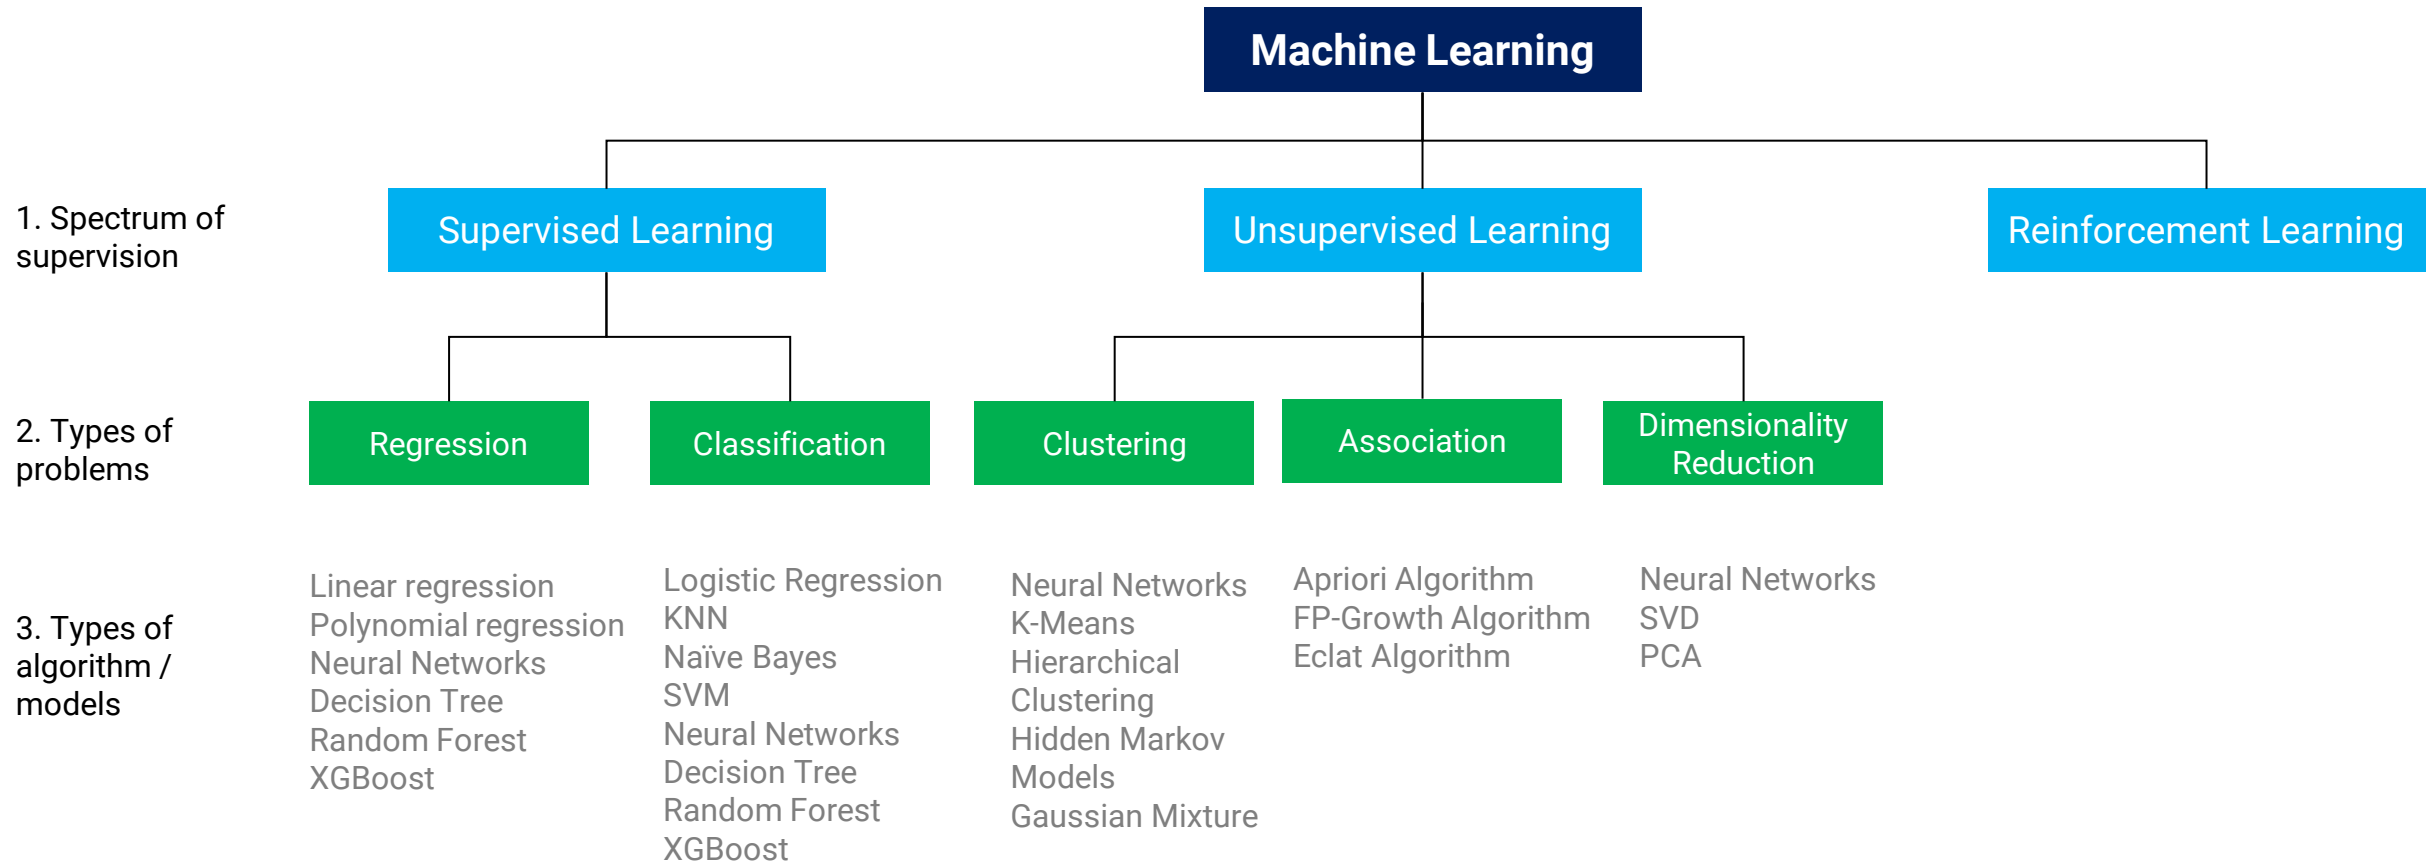 Machine Learning
1. Spectrum of
supervision
Supervised Learning
Unsupervised Learning
Reinforcement Learning
2. Types of
problems
Regression
Classification
Clustering
Association
Dimensionality
Reduction
3. Types of
algorithm /
models
Linear regression
Polynomial regression
Neural Networks
Decision Tree
Random Forest
XGBoost
Logistic Regression
KNN
Naïve Bayes
SVM
Neural Networks
Decision Tree
Random Forest
XGBoost
Neural Networks
K-Means
Hierarchical
Clustering
Hidden Markov
Models
Gaussian Mixture
Apriori Algorithm
FP-Growth Algorithm
Eclat Algorithm
Neural Networks
SVD
PCA